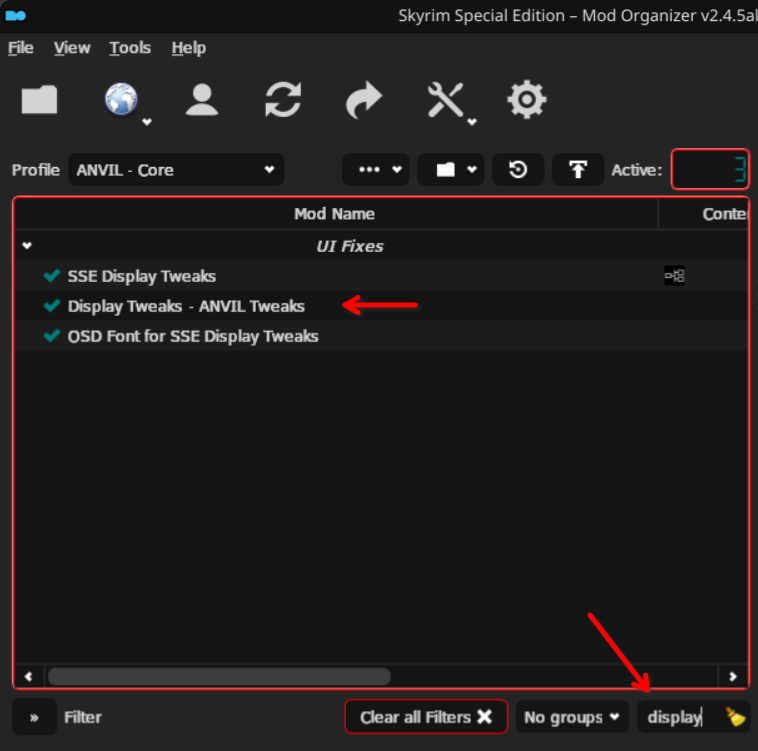 Skyrim Special Edition – Mod Organizer v2.4.5al
File View Tools Help
Profile ANVIL - Core Active: 3
Mod Name Conte
UI Fixes
SSE Display Tweaks
Display Tweaks - ANVIL Tweaks
OSD Font for SSE Display Tweaks
» Filter Clear all Filters No groups display